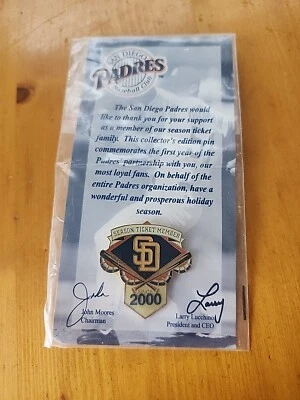 SAN DIEGO
PADRES
Baseball Club
The San Diego Padres would
like to thank you for your support
as a member of our season ticket
family. This collector's edition pin
commemorates the first year of the
Padres' partnership with you, our
most loyal fans. On behalf of the
entire Padres organization, have a
wonderful and prosperous holiday
season.
SEASON TICKET MEMBER
SD
2000
John
Larry
John Moores
Chairman
Larry Lucchino
President and CEO